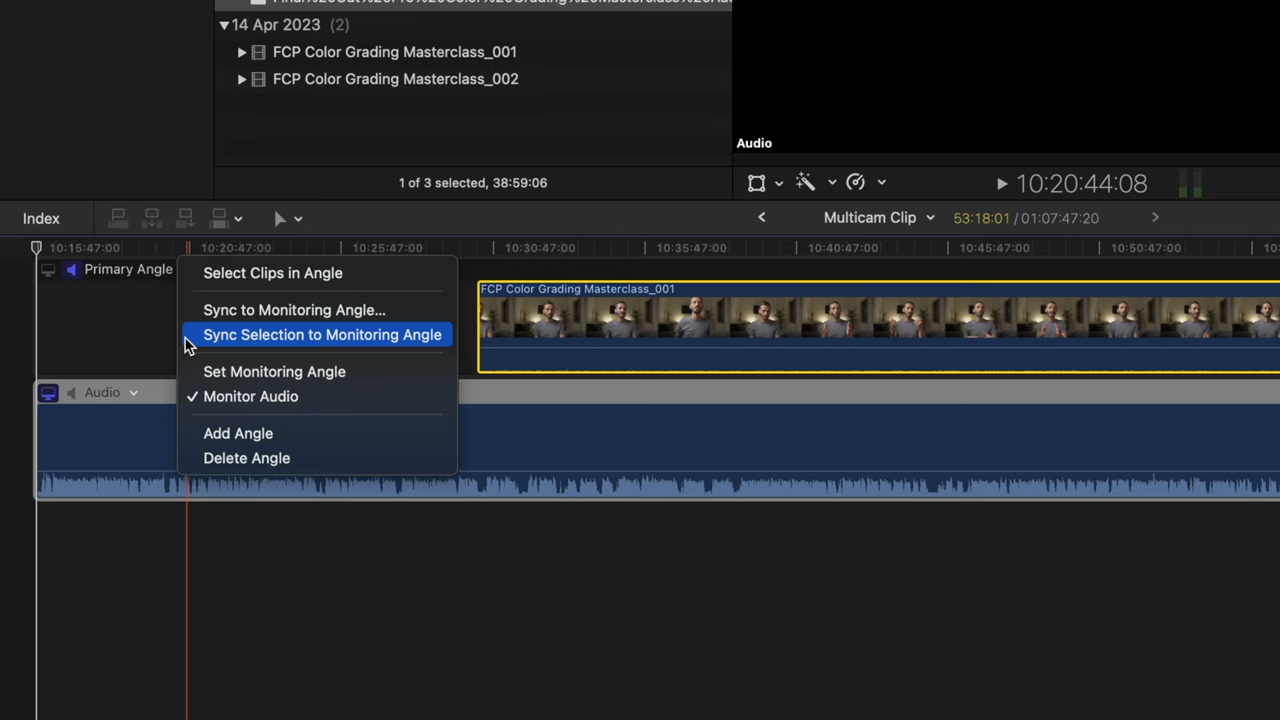 14 Apr 2023 (2)
FCP Color Grading Masterclass_001
FCP Color Grading Masterclass_002
Audio
1 of 3 selected, 38:59:06
10:20:44:08
Index
Multicam Clip
53:18:01 / 01:07:47:20
10:15:47:00
10:20:47:00
10:25:47:00
10:30:47:00
10:35:47:00
10:40:47:00
10:45:47:00
10:50:47:00
Primary Angle
Select Clips in Angle
Sync to Monitoring Angle...
Sync Selection to Monitoring Angle
Set Monitoring Angle
✓ Monitor Audio
Add Angle
Delete Angle
FCP Color Grading Masterclass_001
Audio